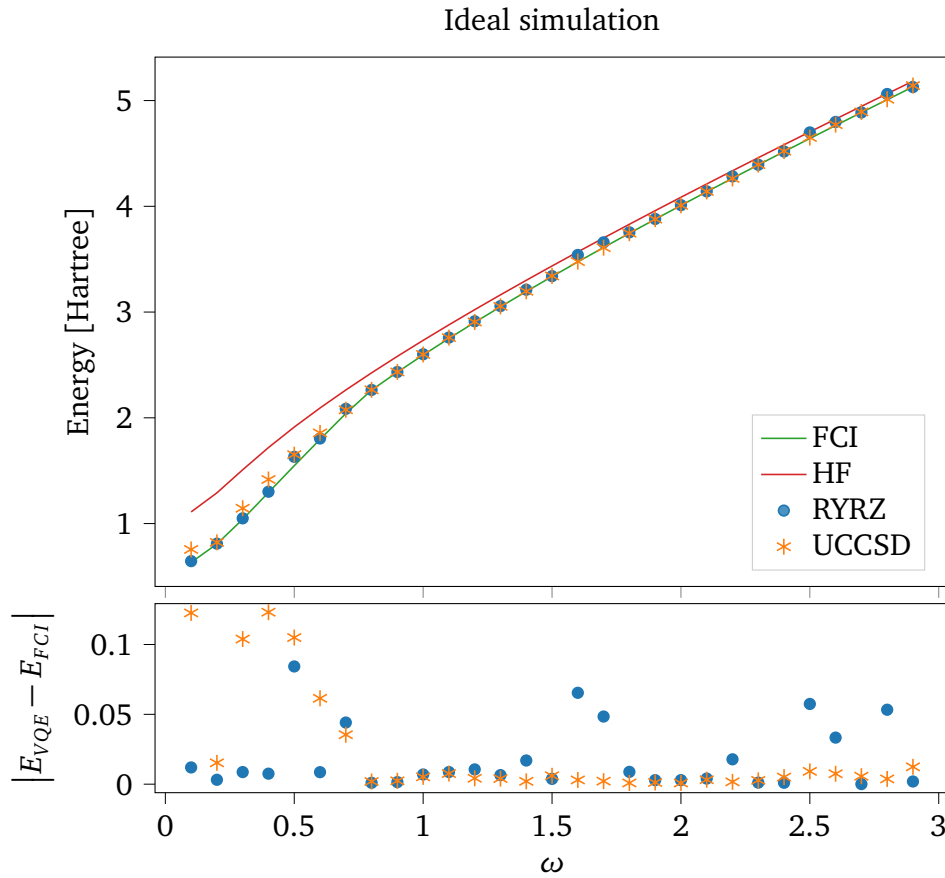 Ideal simulation
Energy [Hartree]
5
4
3
2
1
FCI
HF
RYRZ
UCCSD
|E_VQE − E_FCI|
0.1
0.05
0
0 0.5 1 1.5 2 2.5 3
ω